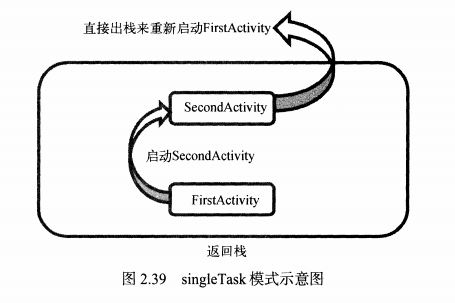 直接出栈来重新启动FirstActivity
SecondActivity
启动SecondActivity
FirstActivity
返回栈
图 2.39 singleTask 模式示意图